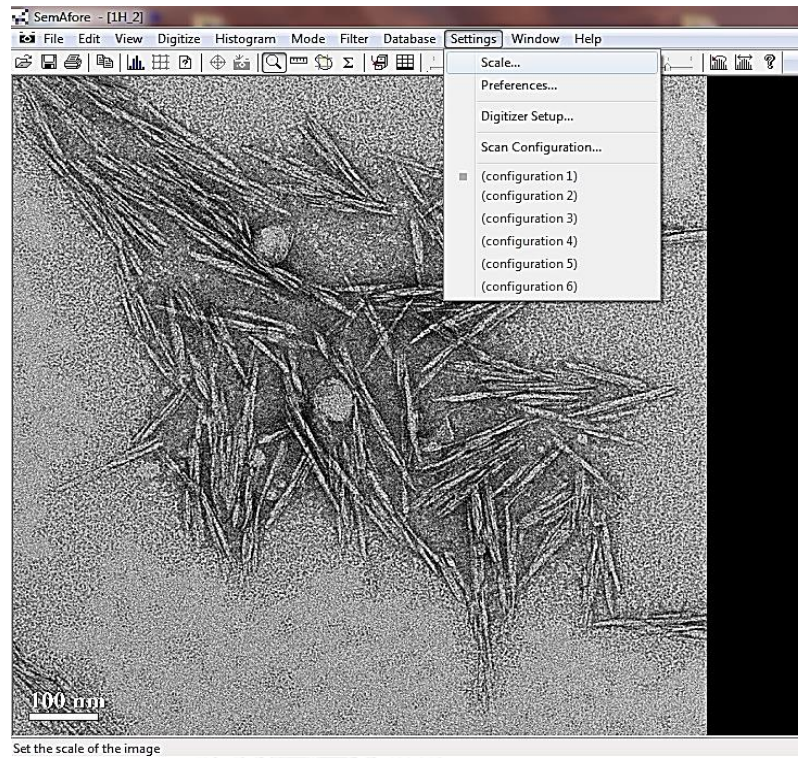 SemAfore - [1H_2]
File Edit View Digitize Histogram Mode Filter Database Settings Window Help
Σ ?
Scale...
Preferences...
Digitizer Setup...
Scan Configuration...
(configuration 1)
(configuration 2)
(configuration 3)
(configuration 4)
(configuration 5)
(configuration 6)
100 nm
Set the scale of the image